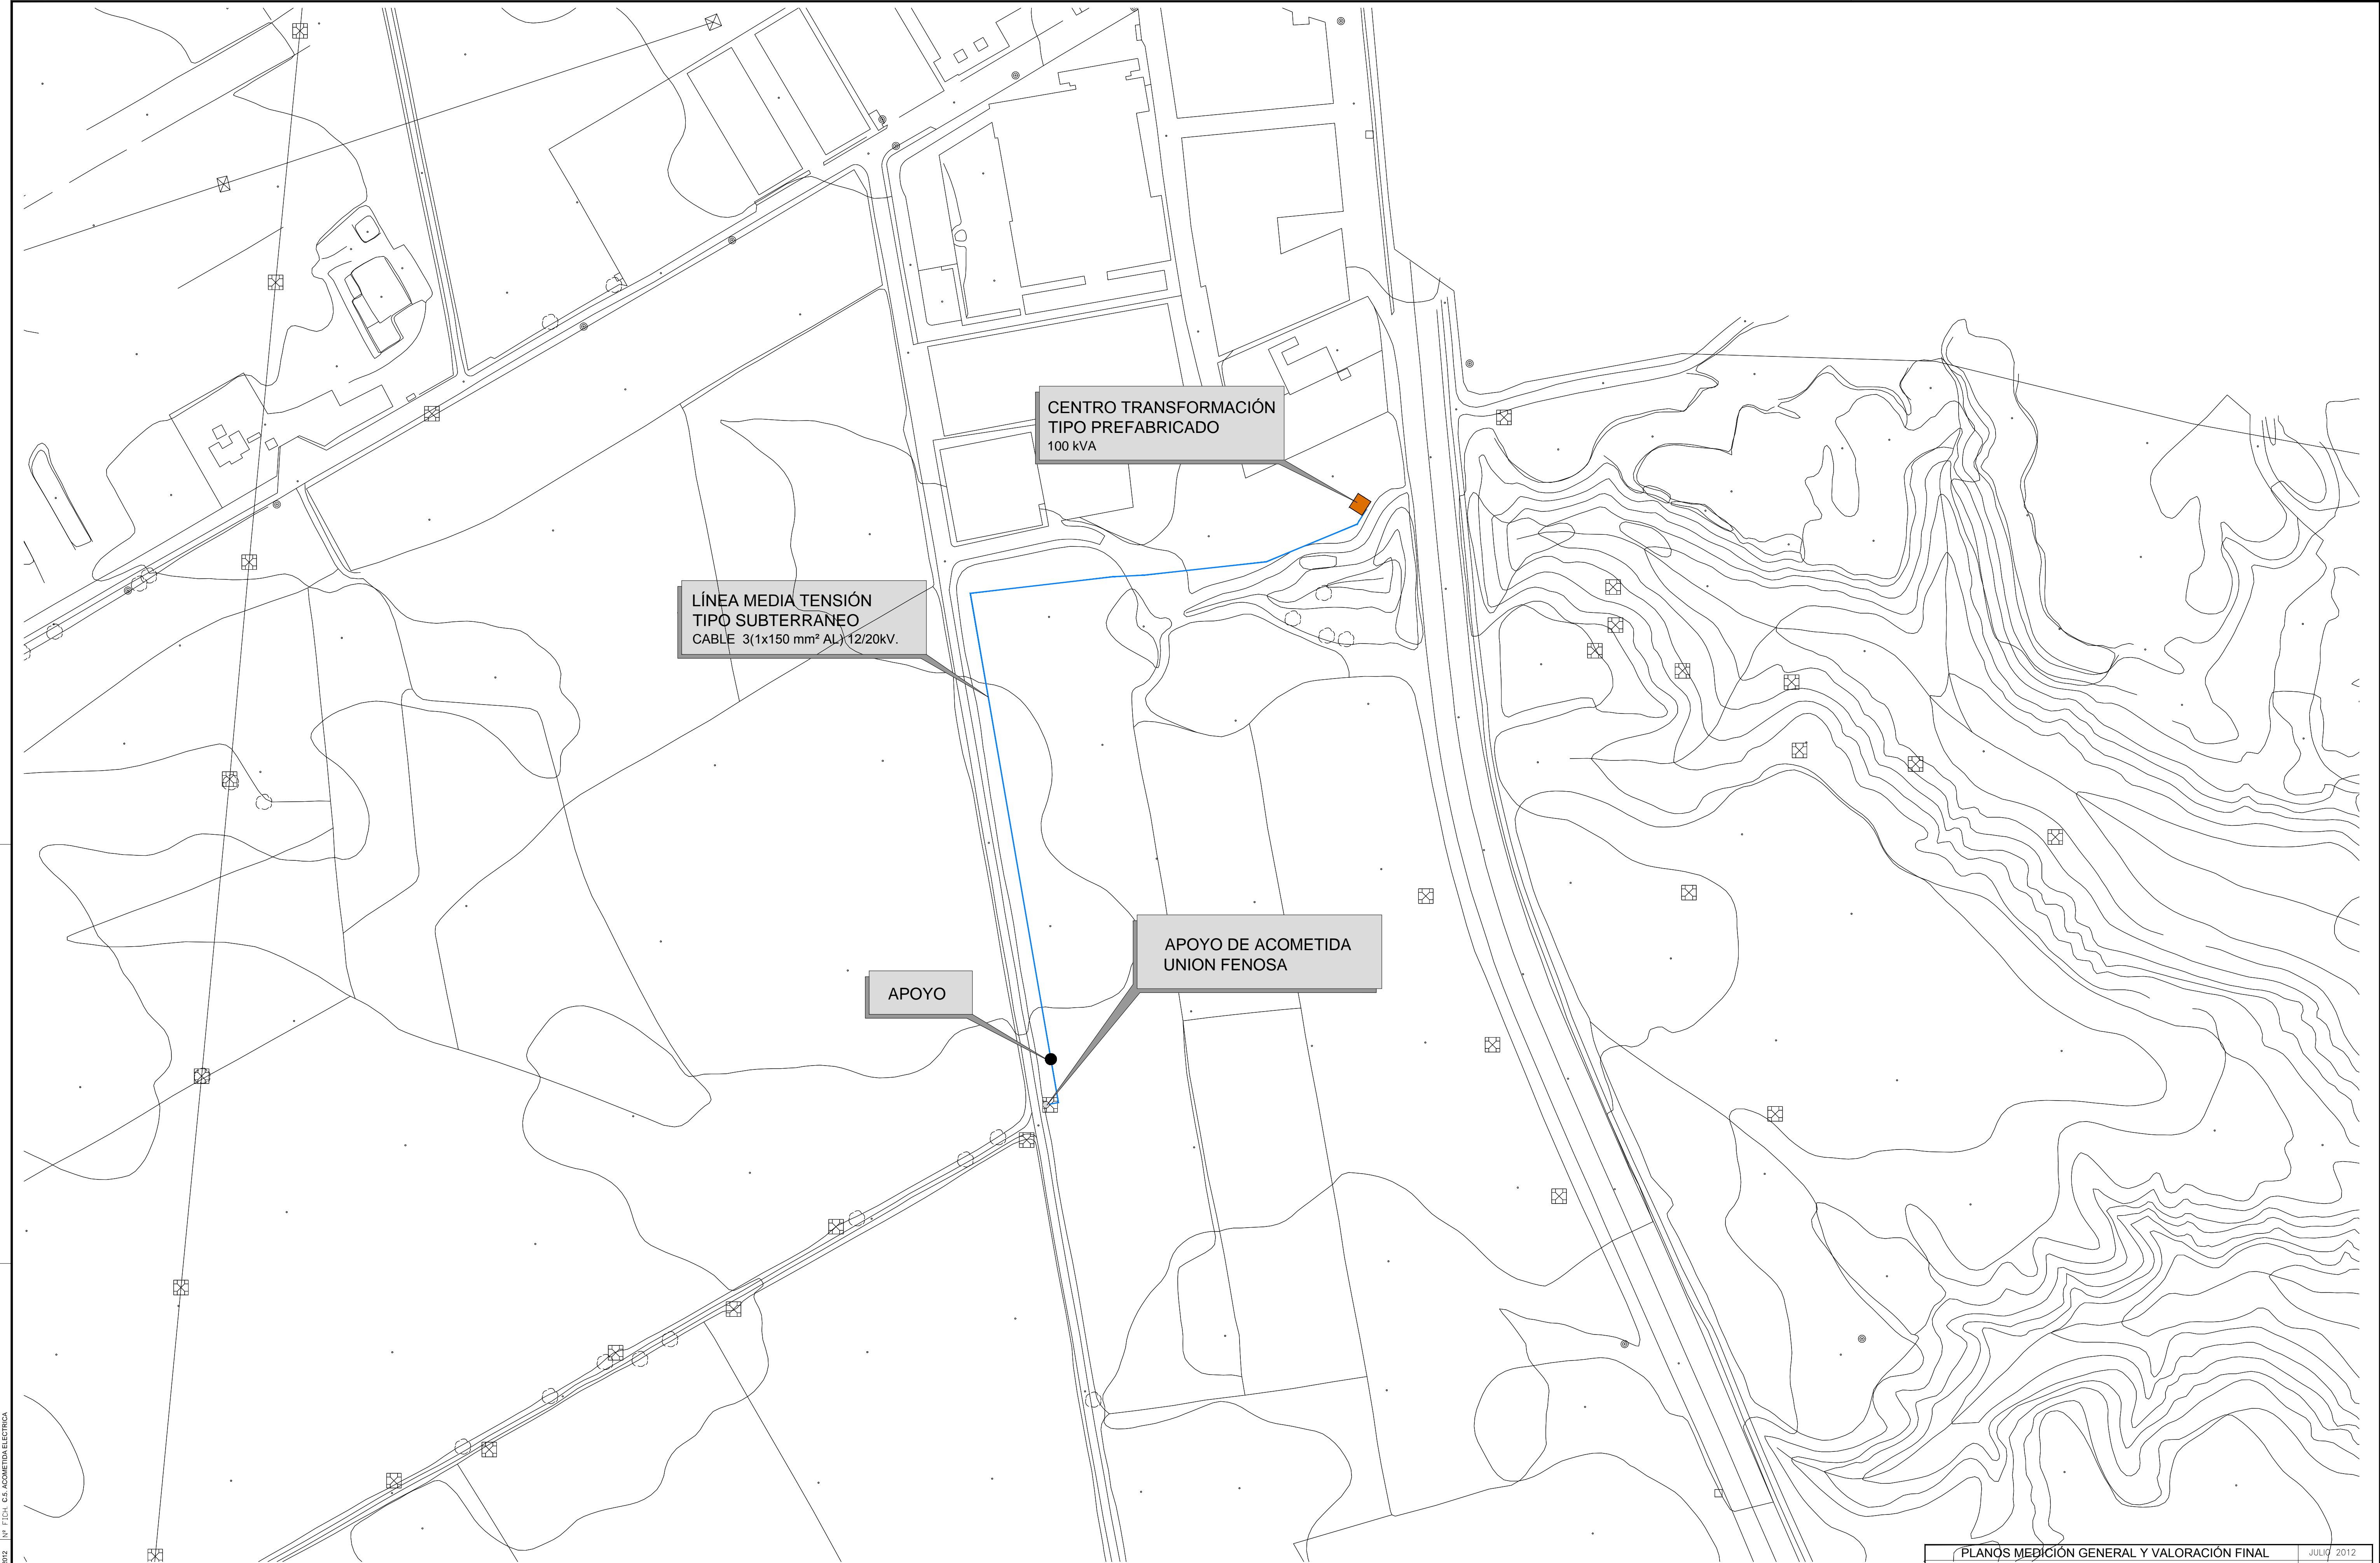 CENTRO TRANSFORMACIÓN
TIPO PREFABRICADO
100 kVA
LÍNEA MEDIA TENSIÓN
TIPO SUBTERRANEO
CABLE 3(1x150 mm² AL) 12/20kV.
APOYO DE ACOMETIDA
UNION FENOSA
APOYO
Nº FICH. C.5. ACOMETIDA ELECTRICA
2012
PLANOS MEDICIÓN GENERAL Y VALORACIÓN FINAL
JULIO 2012